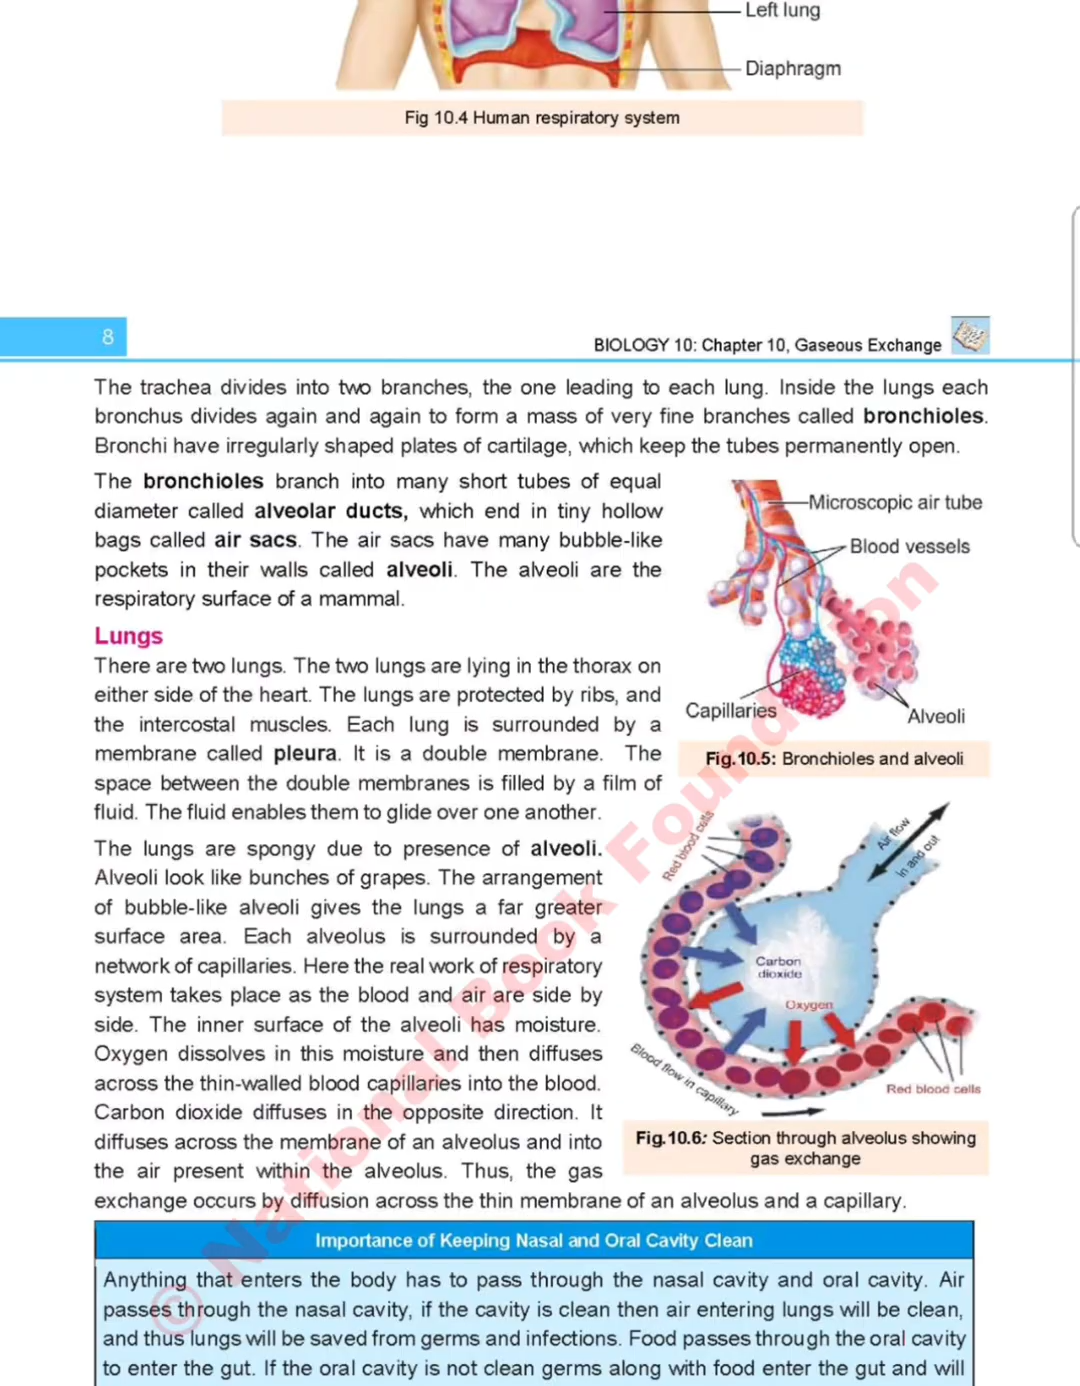 Left lung
Diaphragm
Fig 10.4 Human respiratory system
8
BIOLOGY 10: Chapter 10, Gaseous Exchange
The trachea divides into two branches, the one leading to each lung. Inside the lungs each
bronchus divides again and again to form a mass of very fine branches called bronchioles.
Bronchi have irregularly shaped plates of cartilage, which keep the tubes permanently open.
The bronchioles branch into many short tubes of equal
diameter called alveolar ducts, which end in tiny hollow
bags called air sacs. The air sacs have many bubble-like
pockets in their walls called alveoli. The alveoli are the
respiratory surface of a mammal.
Microscopic air tube
Blood vessels
Capillaries
Alveoli
Fig.10.5: Bronchioles and alveoli
Lungs
There are two lungs. The two lungs are lying in the thorax on
either side of the heart. The lungs are protected by ribs, and
the intercostal muscles. Each lung is surrounded by a
membrane called pleura. It is a double membrane. The
space between the double membranes is filled by a film of
fluid. The fluid enables them to glide over one another.
The lungs are spongy due to presence of alveoli.
Alveoli look like bunches of grapes. The arrangement
of bubble-like alveoli gives the lungs a far greater
surface area. Each alveolus is surrounded by a
network of capillaries. Here the real work of respiratory
system takes place as the blood and air are side by
side. The inner surface of the alveoli has moisture.
Oxygen dissolves in this moisture and then diffuses
across the thin-walled blood capillaries into the blood.
Carbon dioxide diffuses in the opposite direction. It
diffuses across the membrane of an alveolus and into
the air present within the alveolus. Thus, the gas
exchange occurs by diffusion across the thin membrane of an alveolus and a capillary.
Red blood cells
Air flow
in and out
Carbon
dioxide
Oxygen
Blood flow in capillary
Red blood cells
Fig.10.6: Section through alveolus showing
gas exchange
Importance of Keeping Nasal and Oral Cavity Clean
Anything that enters the body has to pass through the nasal cavity and oral cavity. Air
passes through the nasal cavity, if the cavity is clean then air entering lungs will be clean,
and thus lungs will be saved from germs and infections. Food passes through the oral cavity
to enter the gut. If the oral cavity is not clean germs along with food enter the gut and will
© National Book Foundation